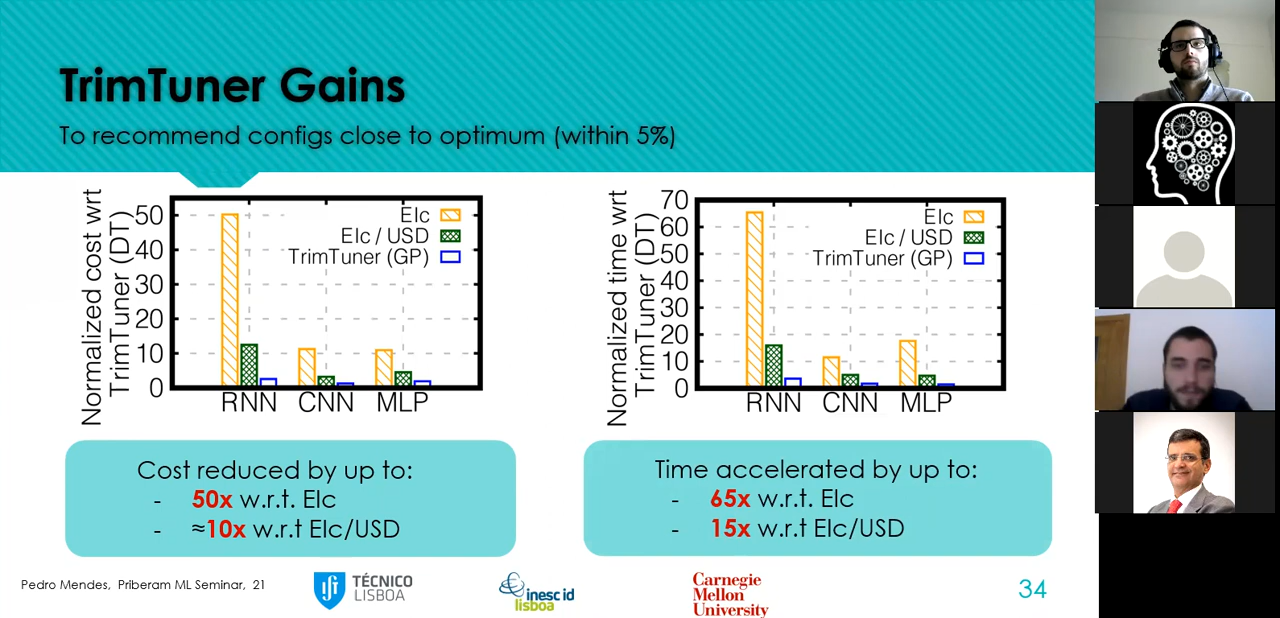 TrimTuner Gains
To recommend configs close to optimum (within 5%)
Normalized cost wrt
TrimTuner (DT)
50
40
30
20
10
0
EIc
EIc / USD
TrimTuner (GP)
RNN CNN MLP
Normalized time wrt
TrimTuner (DT)
70
60
50
40
30
20
10
0
EIc
EIc / USD
TrimTuner (GP)
RNN CNN MLP
Cost reduced by up to:
- 50x w.r.t. EIc
- ≈10x w.r.t EIc/USD
Time accelerated by up to:
- 65x w.r.t. EIc
- 15x w.r.t EIc/USD
Pedro Mendes, Priberam ML Seminar, 21
TÉCNICO
LISBOA
inesc id
lisboa
Carnegie
Mellon
University
34